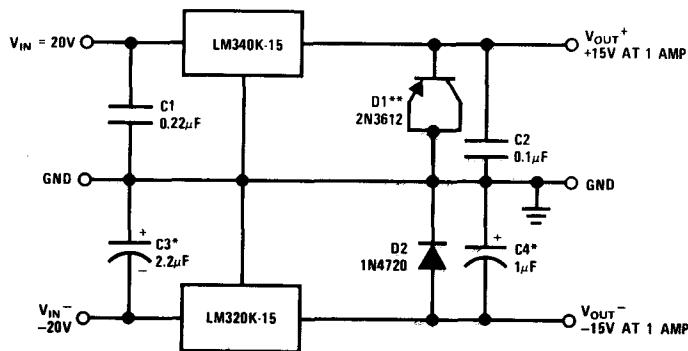 V_IN = 20V
LM340K-15
V_OUT+
+15V AT 1 AMP
C1
0.22μF
D1**
2N3612
C2
0.1μF
GND
GND
+
C3*
2.2μF
−
D2
1N4720
+
C4*
1μF
V_IN−
−20V
LM320K-15
V_OUT−
−15V AT 1 AMP